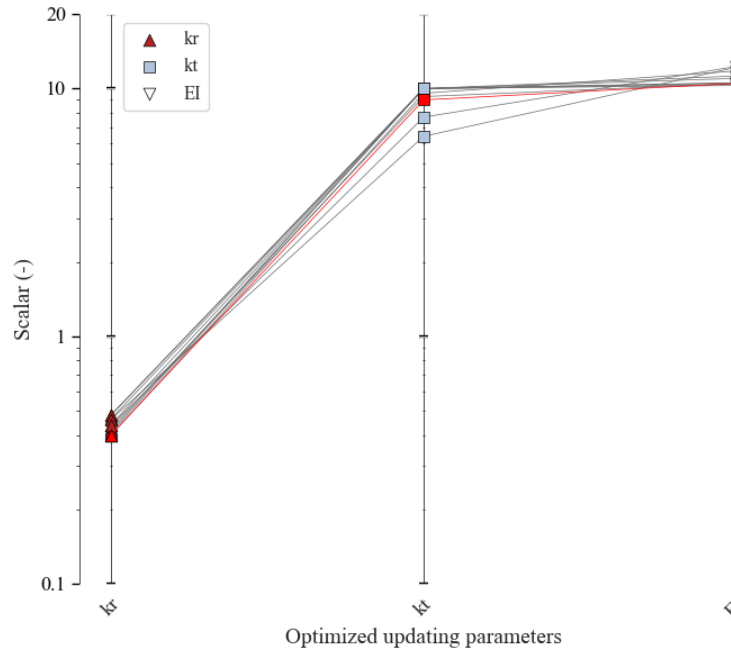 20
kr
kt
EI
10
Scalar (-)
1
0.1
kr
kt
Optimized updating parameters